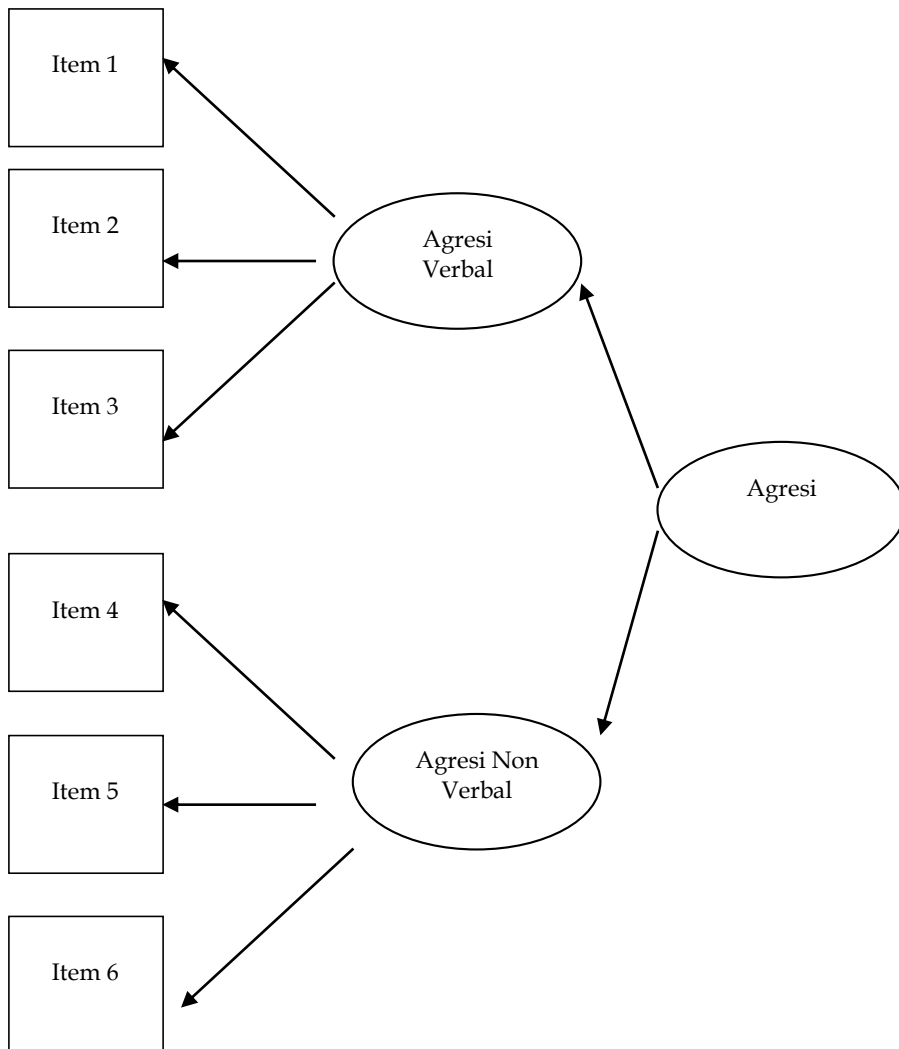 Item 1
Item 2
Agresi
Verbal
Item 3
Agresi
Item 4
Agresi Non
Verbal
Item 5
Item 6